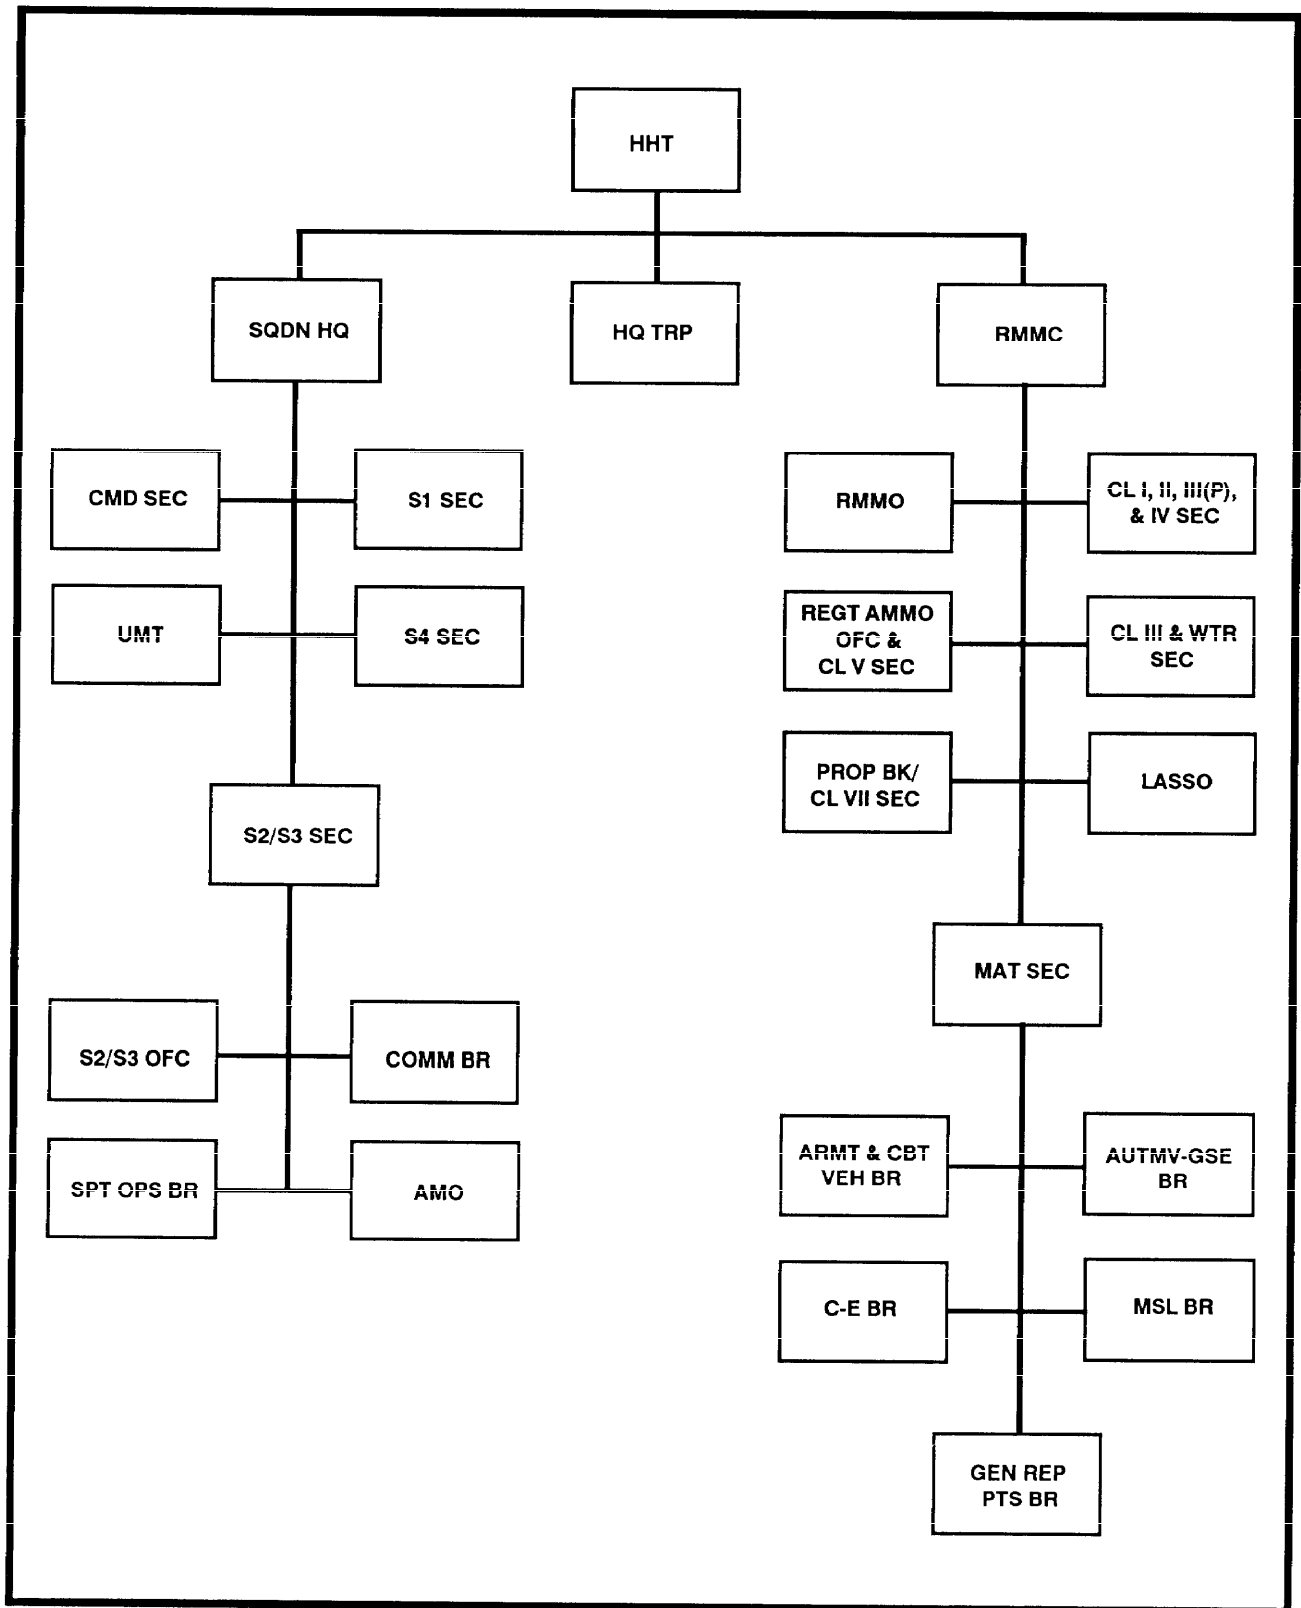 HHT
SQDN HQ
HQ TRP
RMMC
CMD SEC
S1 SEC
RMMO
CL I, II, III(P),
& IV SEC
UMT
S4 SEC
REGT AMMO
OFC &
CL V SEC
CL III & WTR
SEC
PROP BK/
CL VII SEC
LASSO
S2/S3 SEC
MAT SEC
S2/S3 OFC
COMM BR
ARMT & CBT
VEH BR
AUTMV-GSE
BR
SPT OPS BR
AMO
C-E BR
MSL BR
GEN REP
PTS BR